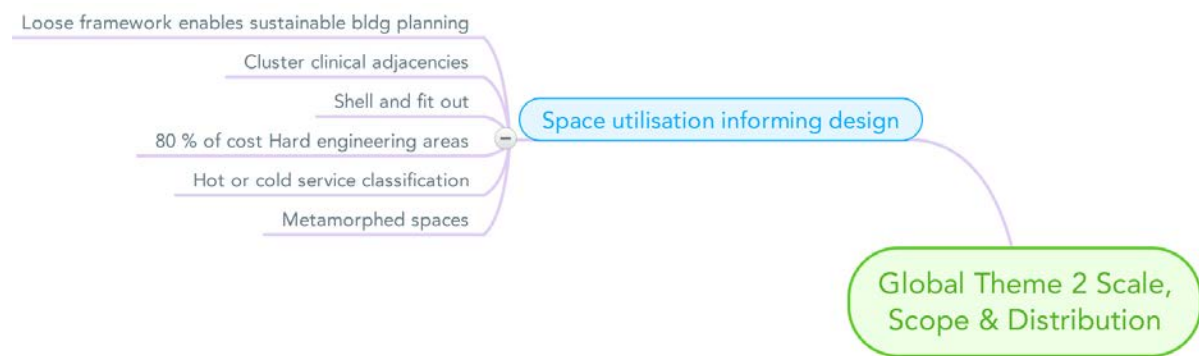 Loose framework enables sustainable bldg planning
Cluster clinical adjacencies
Shell and fit out
80 % of cost Hard engineering areas
Hot or cold service classification
Metamorphed spaces
Space utilisation informing design
Global Theme 2 Scale,
Scope & Distribution